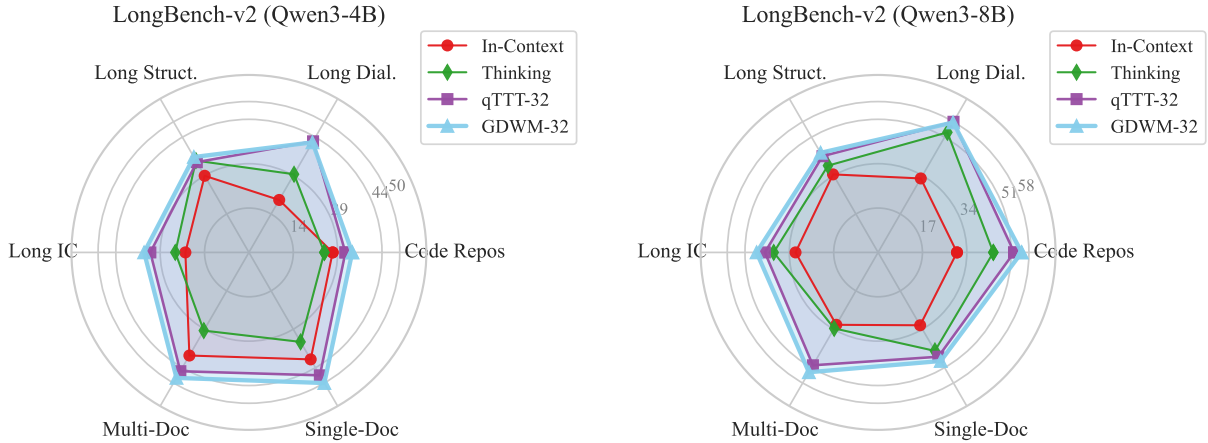 LongBench-v2 (Qwen3-4B)
In-Context
Thinking
qTTT-32
GDWM-32
Long Struct.
Long Dial.
Long IC
Code Repos
Multi-Doc
Single-Doc
14
44
50
LongBench-v2 (Qwen3-8B)
In-Context
Thinking
qTTT-32
GDWM-32
Long Struct.
Long Dial.
Long IC
Code Repos
Multi-Doc
Single-Doc
17
34
51
58